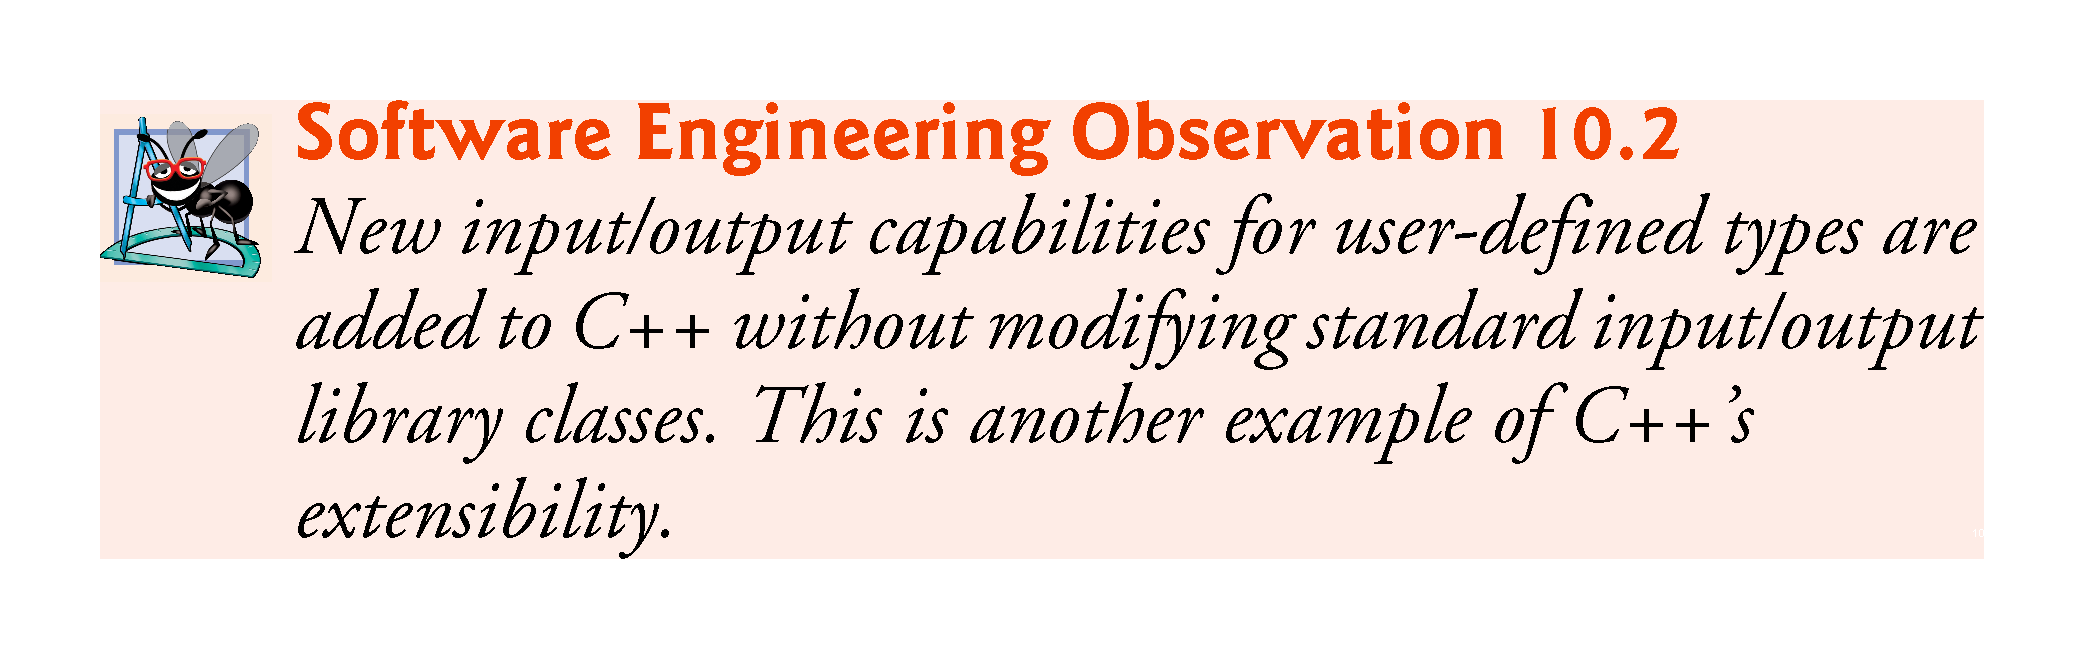 Software Engineering Observation 10.2
New input/output capabilities for user-defined types are
added to C++ without modifying standard input/output
library classes. This is another example of C++’s
extensibility.